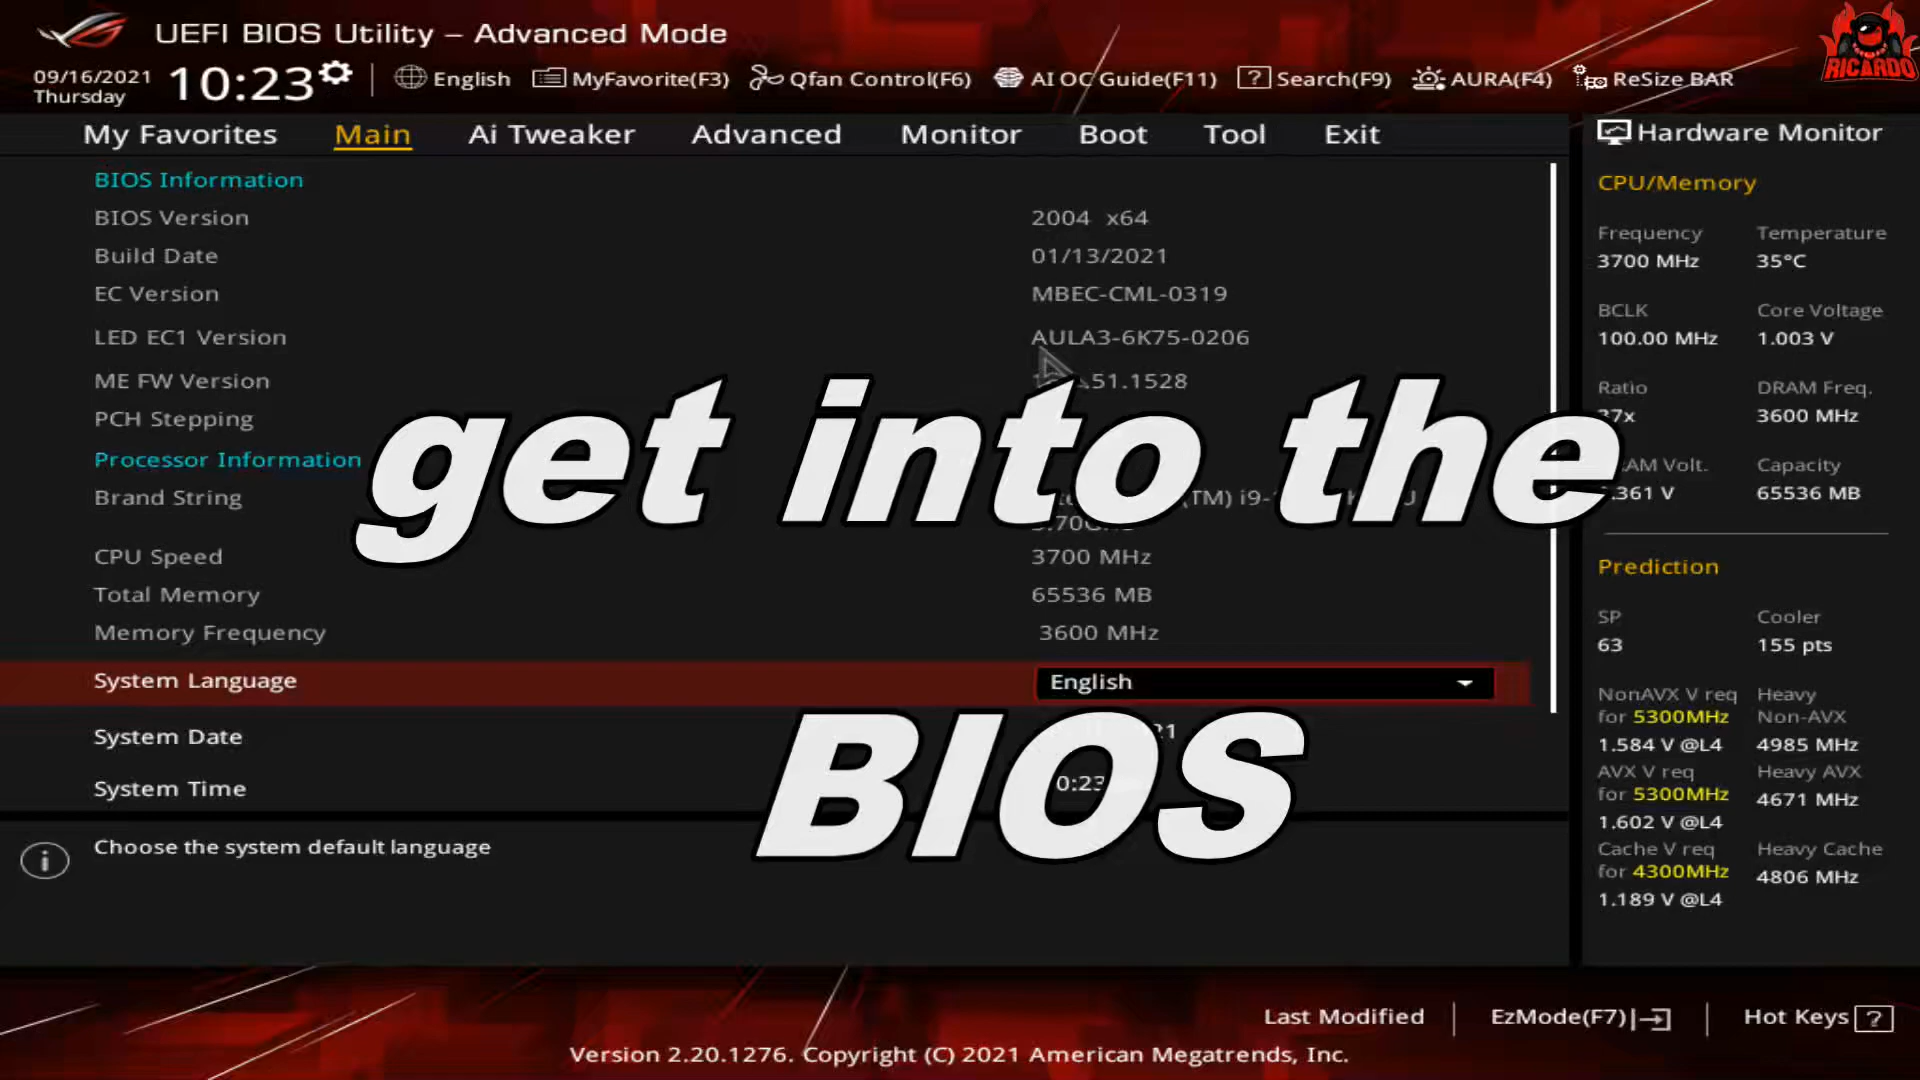 UEFI BIOS Utility – Advanced Mode
RICARDO
09/16/2021
Thursday
10:23
English
MyFavorite(F3)
Qfan Control(F6)
AI OC Guide(F11)
? Search(F9)
AURA(F4)
ReSize BAR
My Favorites Main Ai Tweaker Advanced Monitor Boot Tool Exit
BIOS Information
BIOS Version 2004 x64
Build Date 01/13/2021
EC Version MBEC-CML-0319
LED EC1 Version AULA3-6K75-0206
ME FW Version .51.1528
PCH Stepping
Processor Information
Brand String (TM) i9-
CPU Speed 3700 MHz
Total Memory 65536 MB
Memory Frequency 3600 MHz
System Language English
System Date
System Time
get into the
BIOS
i Choose the system default language
Hardware Monitor
CPU/Memory
Frequency Temperature
3700 MHz 35°C
BCLK Core Voltage
100.00 MHz 1.003 V
Ratio DRAM Freq.
37x 3600 MHz
Volt. Capacity
.361 V 65536 MB
Prediction
SP Cooler
63 155 pts
NonAVX V req Heavy
for 5300MHz Non-AVX
1.584 V @L4 4985 MHz
AVX V req Heavy AVX
for 5300MHz 4671 MHz
1.602 V @L4
Cache V req Heavy Cache
for 4300MHz 4806 MHz
1.189 V @L4
Last Modified
EzMode(F7)
Hot Keys ?
Version 2.20.1276. Copyright (C) 2021 American Megatrends, Inc.